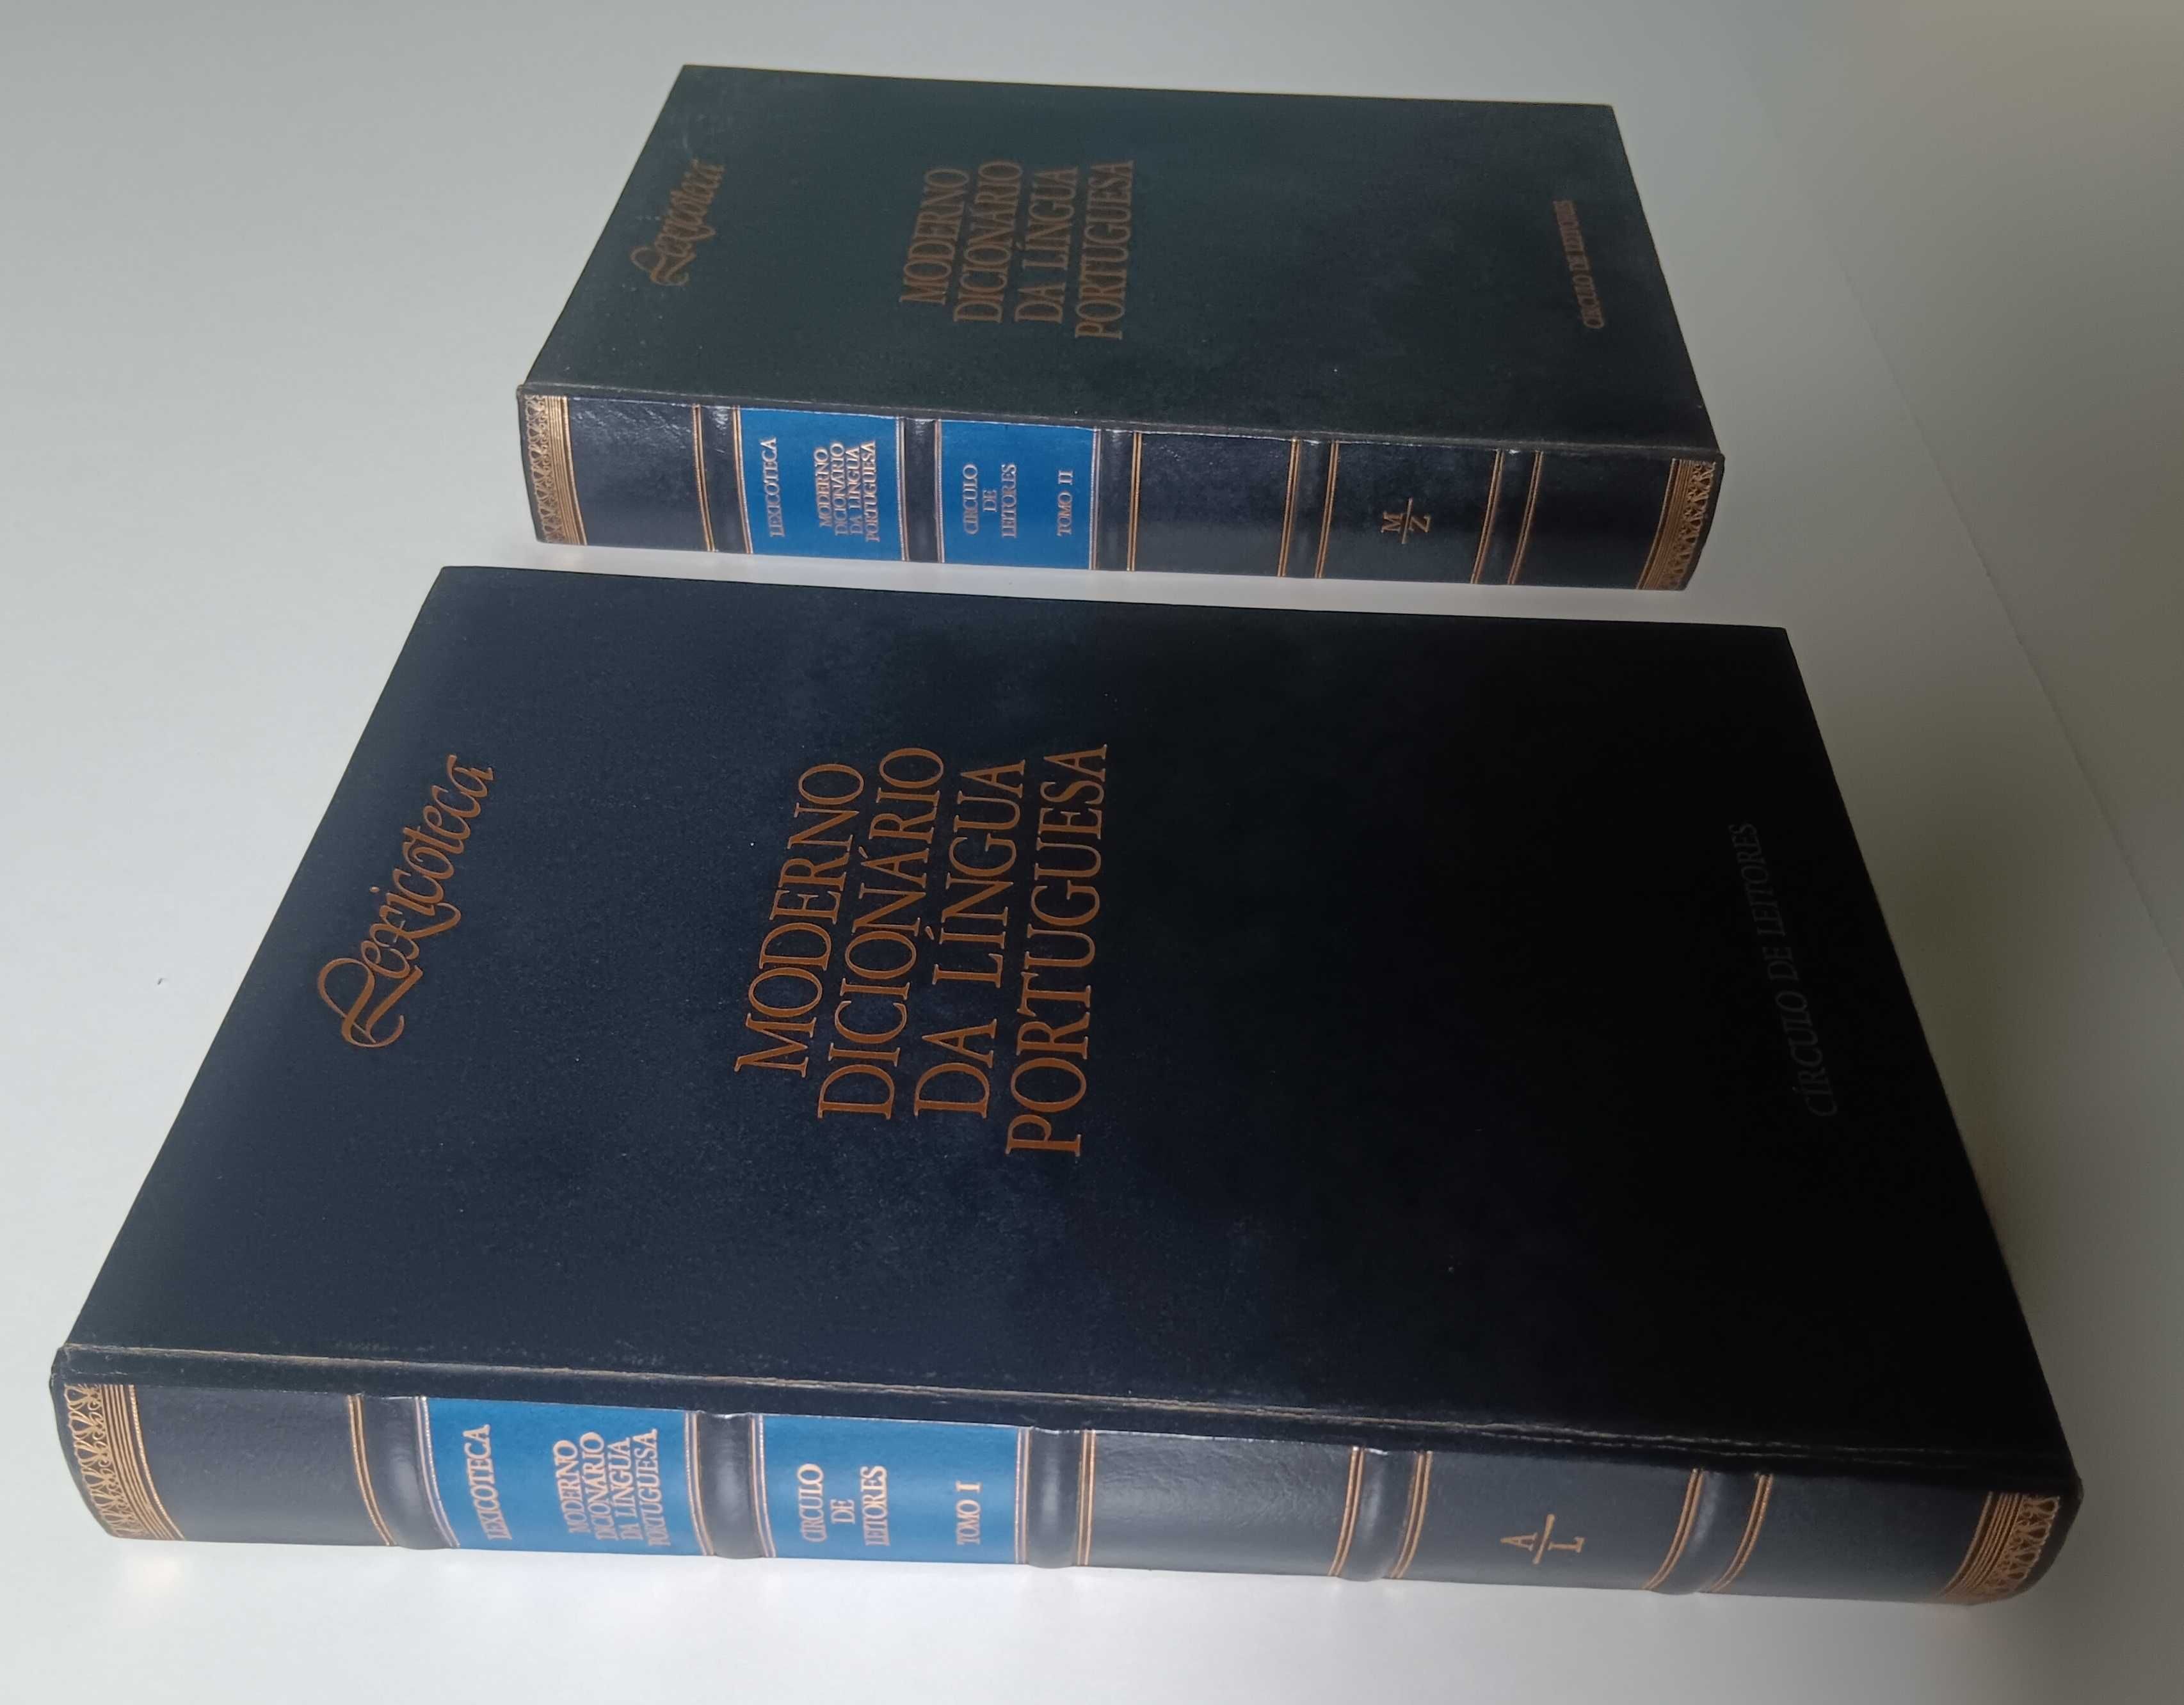 Lexicoteca
MODERNO
DICIONÁRIO
DA LÍNGUA
PORTUGUESA
CÍRCULO DE LEITORES
LEXICOTECA
MODERNO
DICIONÁRIO
DA LÍNGUA
PORTUGUESA
CÍRCULO
DE
LEITORES
TOMO II
M
Z
Lexicoteca
MODERNO
DICIONÁRIO
DA LÍNGUA
PORTUGUESA
CÍRCULO DE LEITORES
LEXICOTECA
MODERNO
DICIONÁRIO
DA LÍNGUA
PORTUGUESA
CÍRCULO
DE
LEITORES
TOMO I
A
L